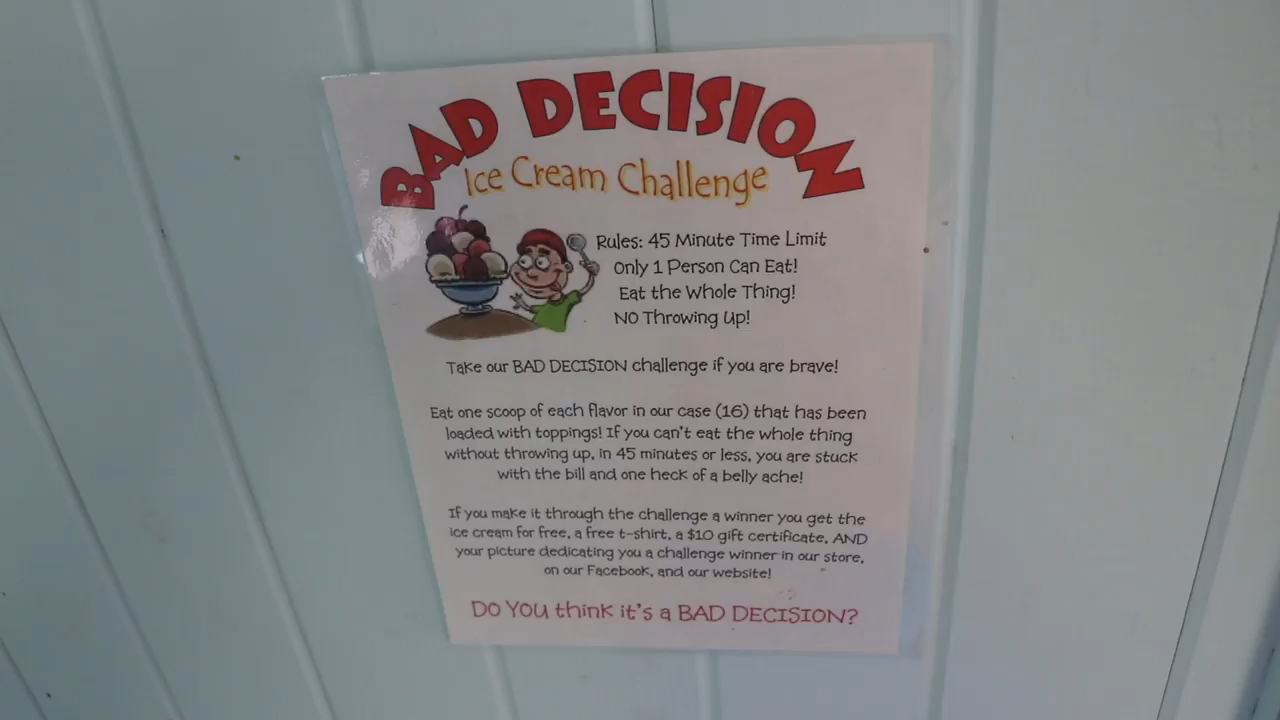 BAD DECISION
Ice Cream Challenge
Rules: 45 Minute Time Limit
Only 1 Person Can Eat!
Eat the Whole Thing!
NO Throwing Up!
Take our BAD DECISION challenge if you are brave!
Eat one scoop of each flavor in our case (16) that has been
loaded with toppings! If you can't eat the whole thing
without throwing up, in 45 minutes or less, you are stuck
with the bill and one heck of a belly ache!
If you make it through the challenge a winner you get the
ice cream for free, a free t-shirt, a $10 gift certificate, AND
your picture dedicating you a challenge winner in our store,
on our Facebook, and our website!
DO YOU think it's a BAD DECISION?